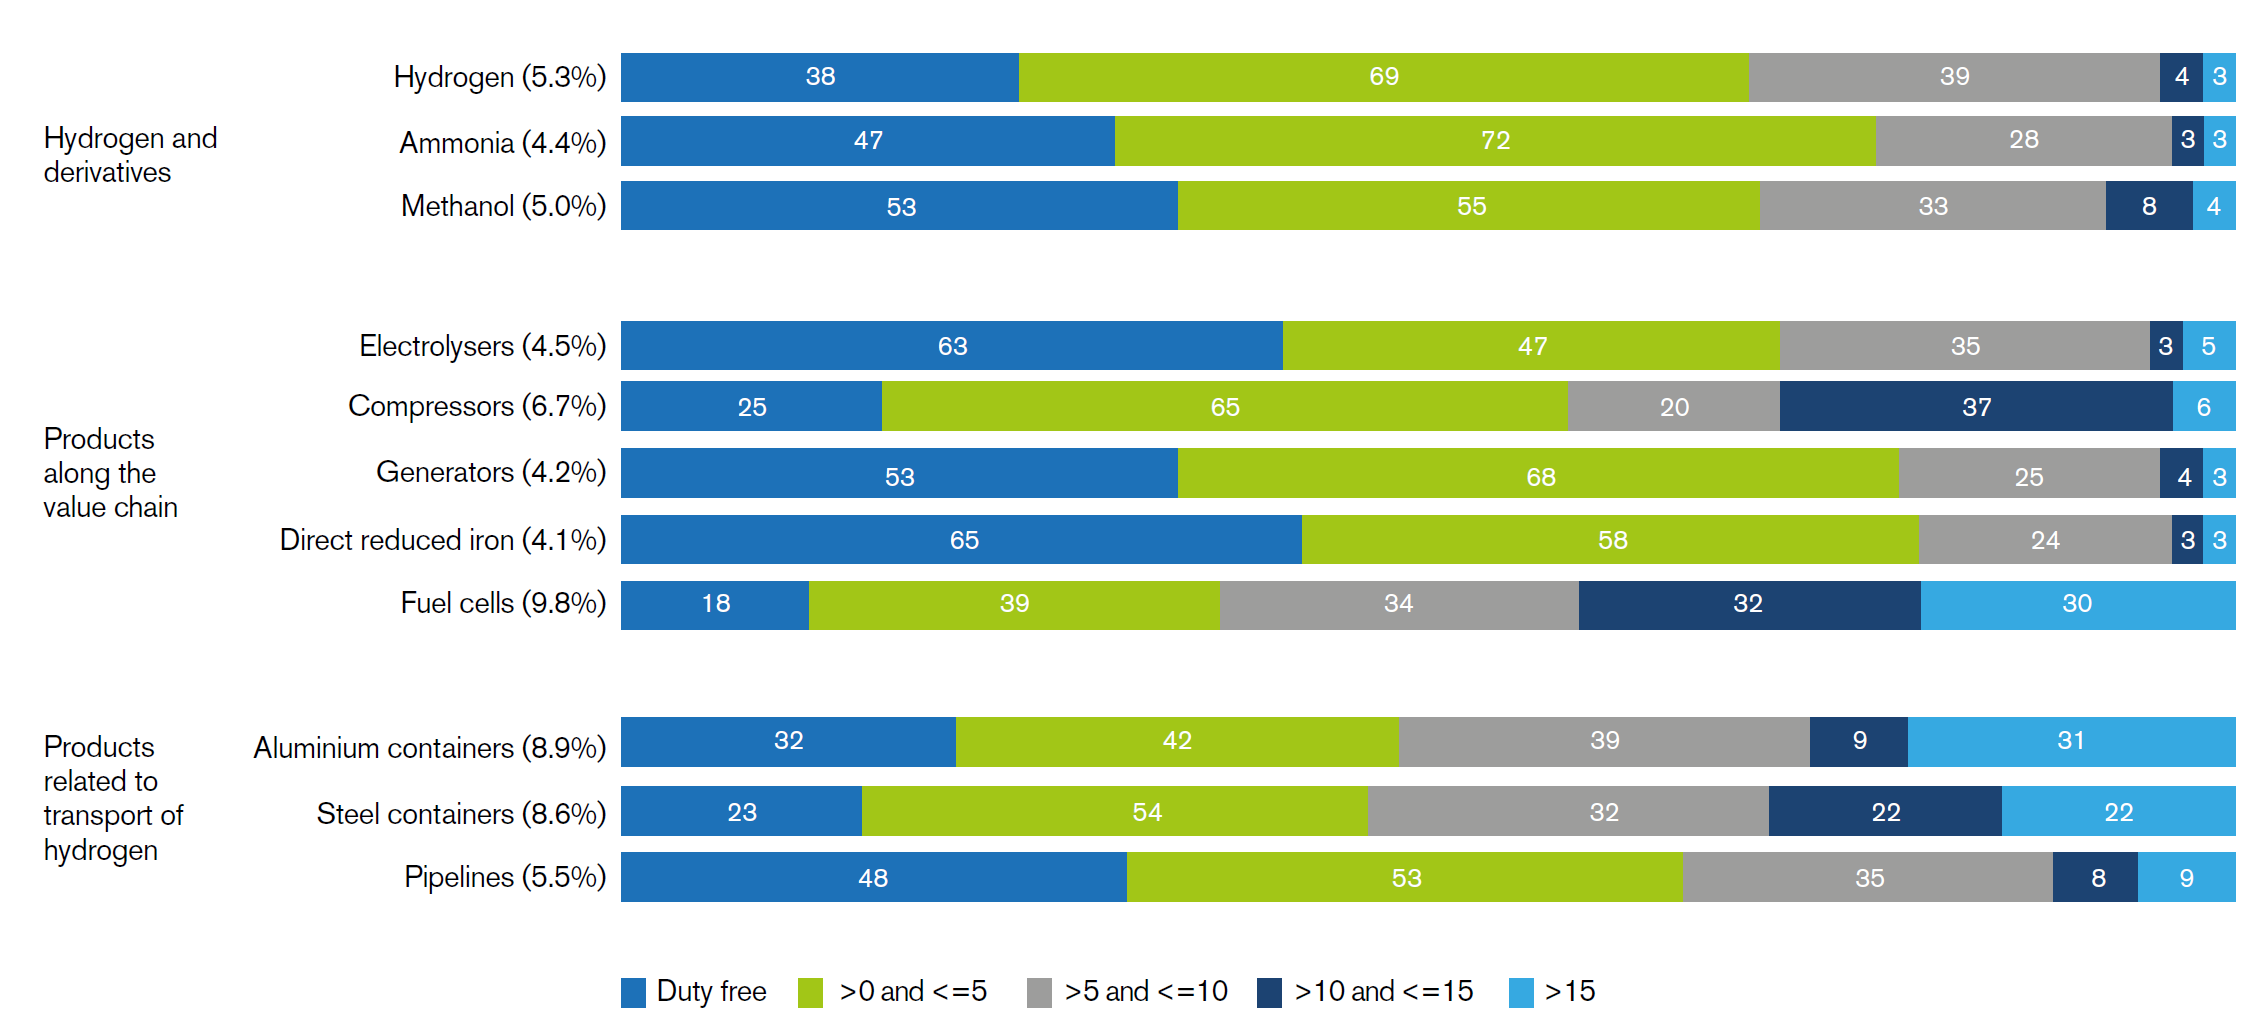 Hydrogen and
derivatives
Hydrogen (5.3%) 38 69 39 4 3
Ammonia (4.4%) 47 72 28 3 3
Methanol (5.0%) 53 55 33 8 4
Products
along the
value chain
Electrolysers (4.5%) 63 47 35 3 5
Compressors (6.7%) 25 65 20 37 6
Generators (4.2%) 53 68 25 4 3
Direct reduced iron (4.1%) 65 58 24 3 3
Fuel cells (9.8%) 18 39 34 32 30
Products
related to
transport of
hydrogen
Aluminium containers (8.9%) 32 42 39 9 31
Steel containers (8.6%) 23 54 32 22 22
Pipelines (5.5%) 48 53 35 8 9
Duty free >0 and <=5 >5 and <=10 >10 and <=15 >15